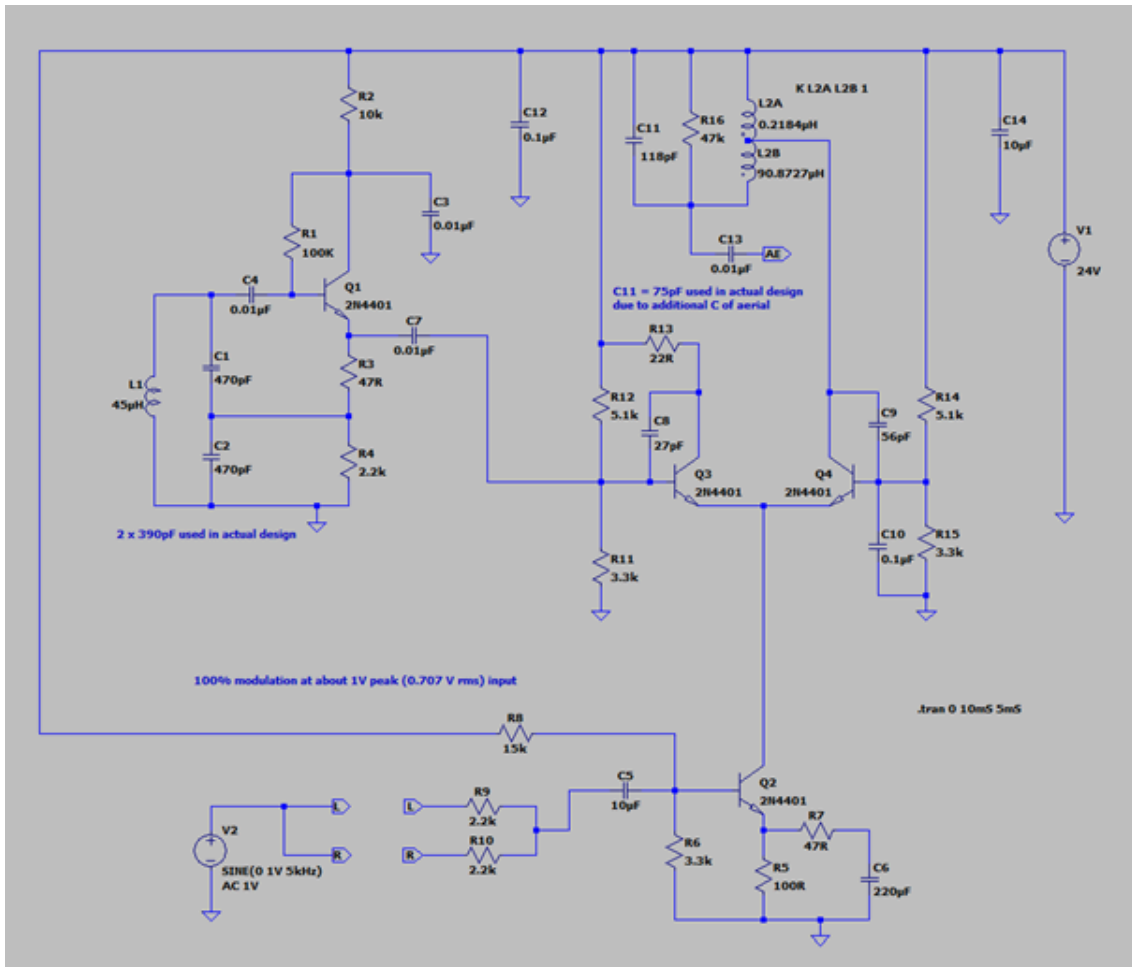 K L2A L2B 1
R2
10k
C12
0.1µF
C11
118pF
R16
47k
L2A
0.2184µH
L2B
90.8727µH
C14
10µF
C3
0.01µF
R1
100K
V1
24V
C13
0.01µF
AE
C4
0.01µF
Q1
2N4401
C11 = 75pF used in actual design
due to additional C of aerial
C7
0.01µF
R13
22R
C1
470pF
R3
47R
L1
45µH
R12
5.1k
C8
27pF
C9
56pF
R14
5.1k
C2
470pF
R4
2.2k
Q3
2N4401
Q4
2N4401
2 x 390pF used in actual design
R11
3.3k
C10
0.1µF
R15
3.3k
100% modulation at about 1V peak (0.707 V rms) input
.tran 0 10mS 5mS
R8
15k
C5
10µF
Q2
2N4401
L
L
R9
2.2k
R7
47R
V2
R
R
R10
2.2k
R6
3.3k
R5
100R
C6
220µF
SINE(0 1V 5kHz)
AC 1V